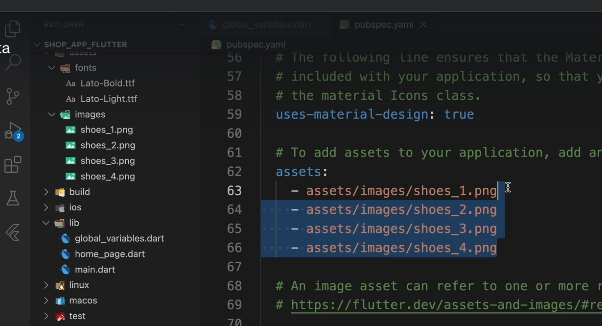 EXPLORER
global_variables.dart
pubspec.yaml
ta
SHOP_APP_FLUTTER
pubspec.yaml
assets
fonts
Aa Lato-Bold.ttf
Aa Lato-Light.ttf
images
shoes_1.png
shoes_2.png
shoes_3.png
shoes_4.png
build
ios
lib
global_variables.dart
home_page.dart
main.dart
linux
macos
test
2
56 # The following line ensures that the Mater
57 # included with your application, so that y
58 # the material Icons class.
59 uses-material-design: true
60
61 # To add assets to your application, add an
62 assets:
63 - assets/images/shoes_1.png
64 - assets/images/shoes_2.png
65 - assets/images/shoes_3.png
66 - assets/images/shoes_4.png
67
68 # An image asset can refer to one or more r
69 # https://flutter.dev/assets-and-images/#re
70